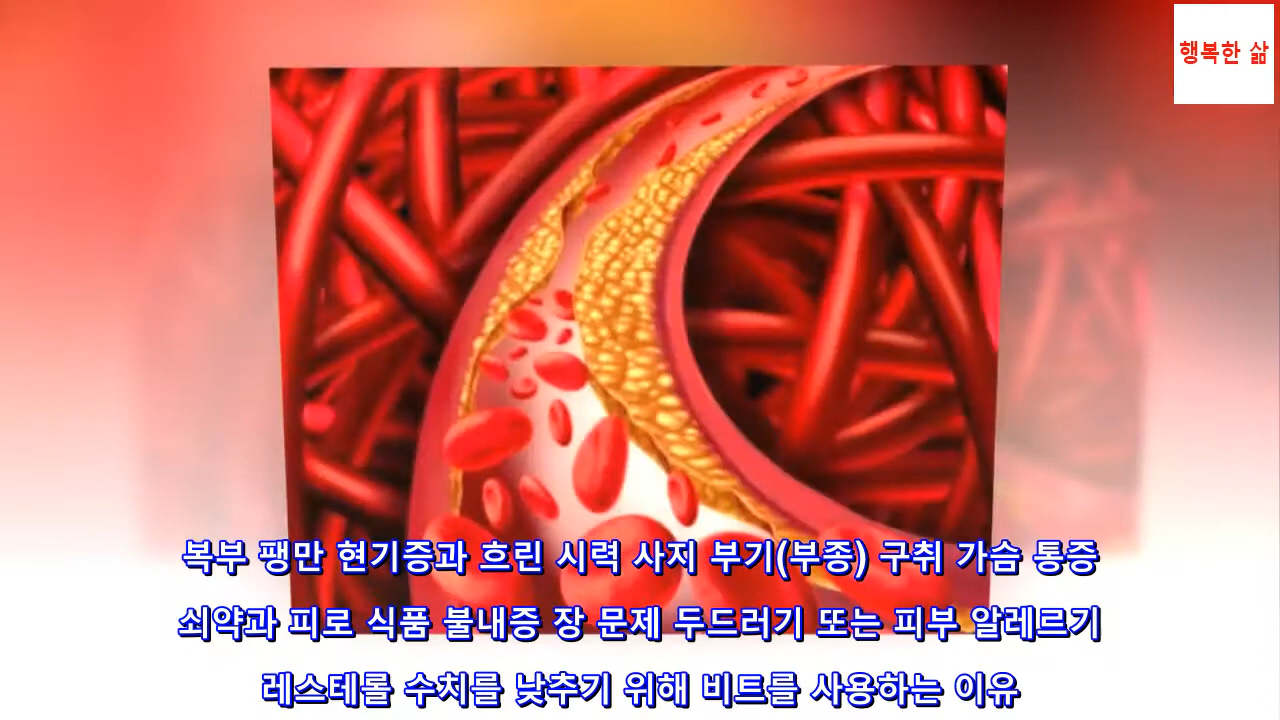 행복한 삶
복부 팽만 현기증과 흐린 시력 사지 부기(부종) 구취 가슴 통증
쇠약과 피로 식품 불내증 장 문제 두드러기 또는 피부 알레르기
레스테롤 수치를 낮추기 위해 비트를 사용하는 이유